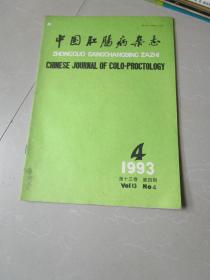 中国肛肠病杂志
ZHONGGUO GANGCHANGBING ZAZHI
CHINESE JOURNAL OF COLO-PROCTOLOGY
4
1993
第十三卷 第四期
Vol 13 No 4